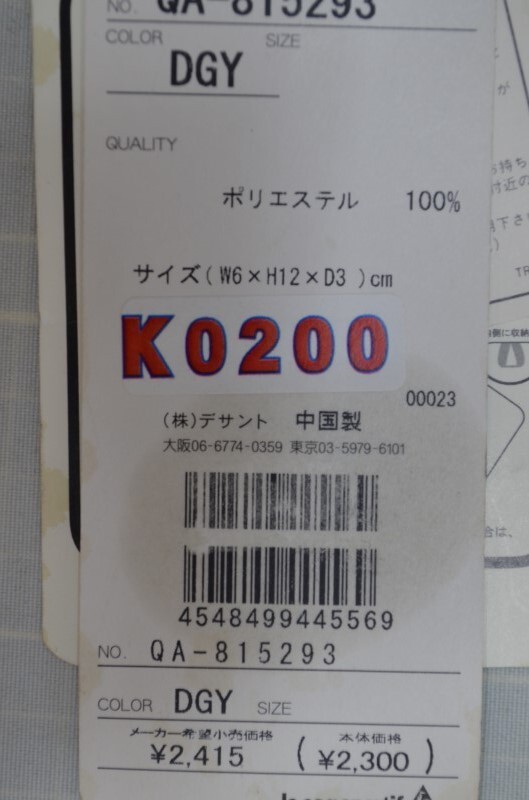 NO. QA-815293
COLOR SIZE
DGY
QUALITY
ポリエステル 100%
サイズ(W6×H12×D3 )cm
K0200
00023
(株)デサント 中国製
大阪06-6774-0359 東京03-5979-6101
4548499445569
NO. QA-815293
COLOR DGY SIZE
メーカー希望小売価格 本体価格
¥2,415 (¥2,300)